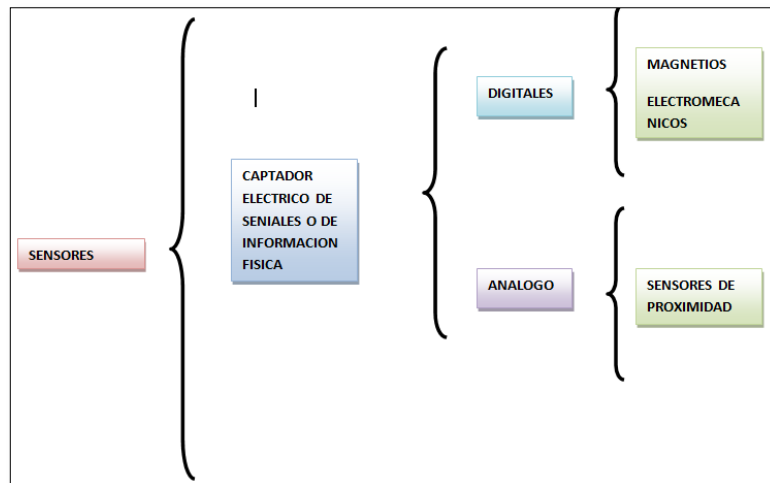 SENSORES
CAPTADOR
ELECTRICO DE
SENIALES O DE
INFORMACION
FISICA
DIGITALES
MAGNETIOS
ELECTROMECA
NICOS
ANALOGO
SENSORES DE
PROXIMIDAD